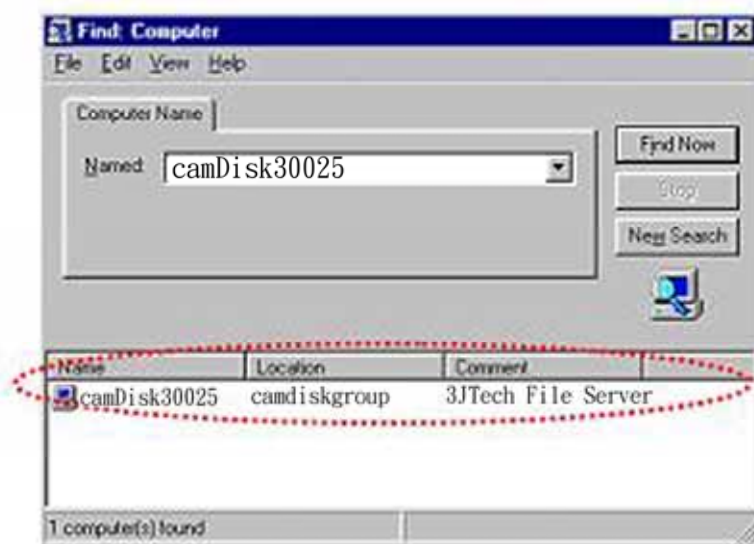 Find: Computer
File Edit View Help
Computer Name
Named: camDisk30025
Find Now
Stop
New Search
Name Location Comment
camDisk30025 camdiskgroup 3JTech File Server
1 computer(s) found